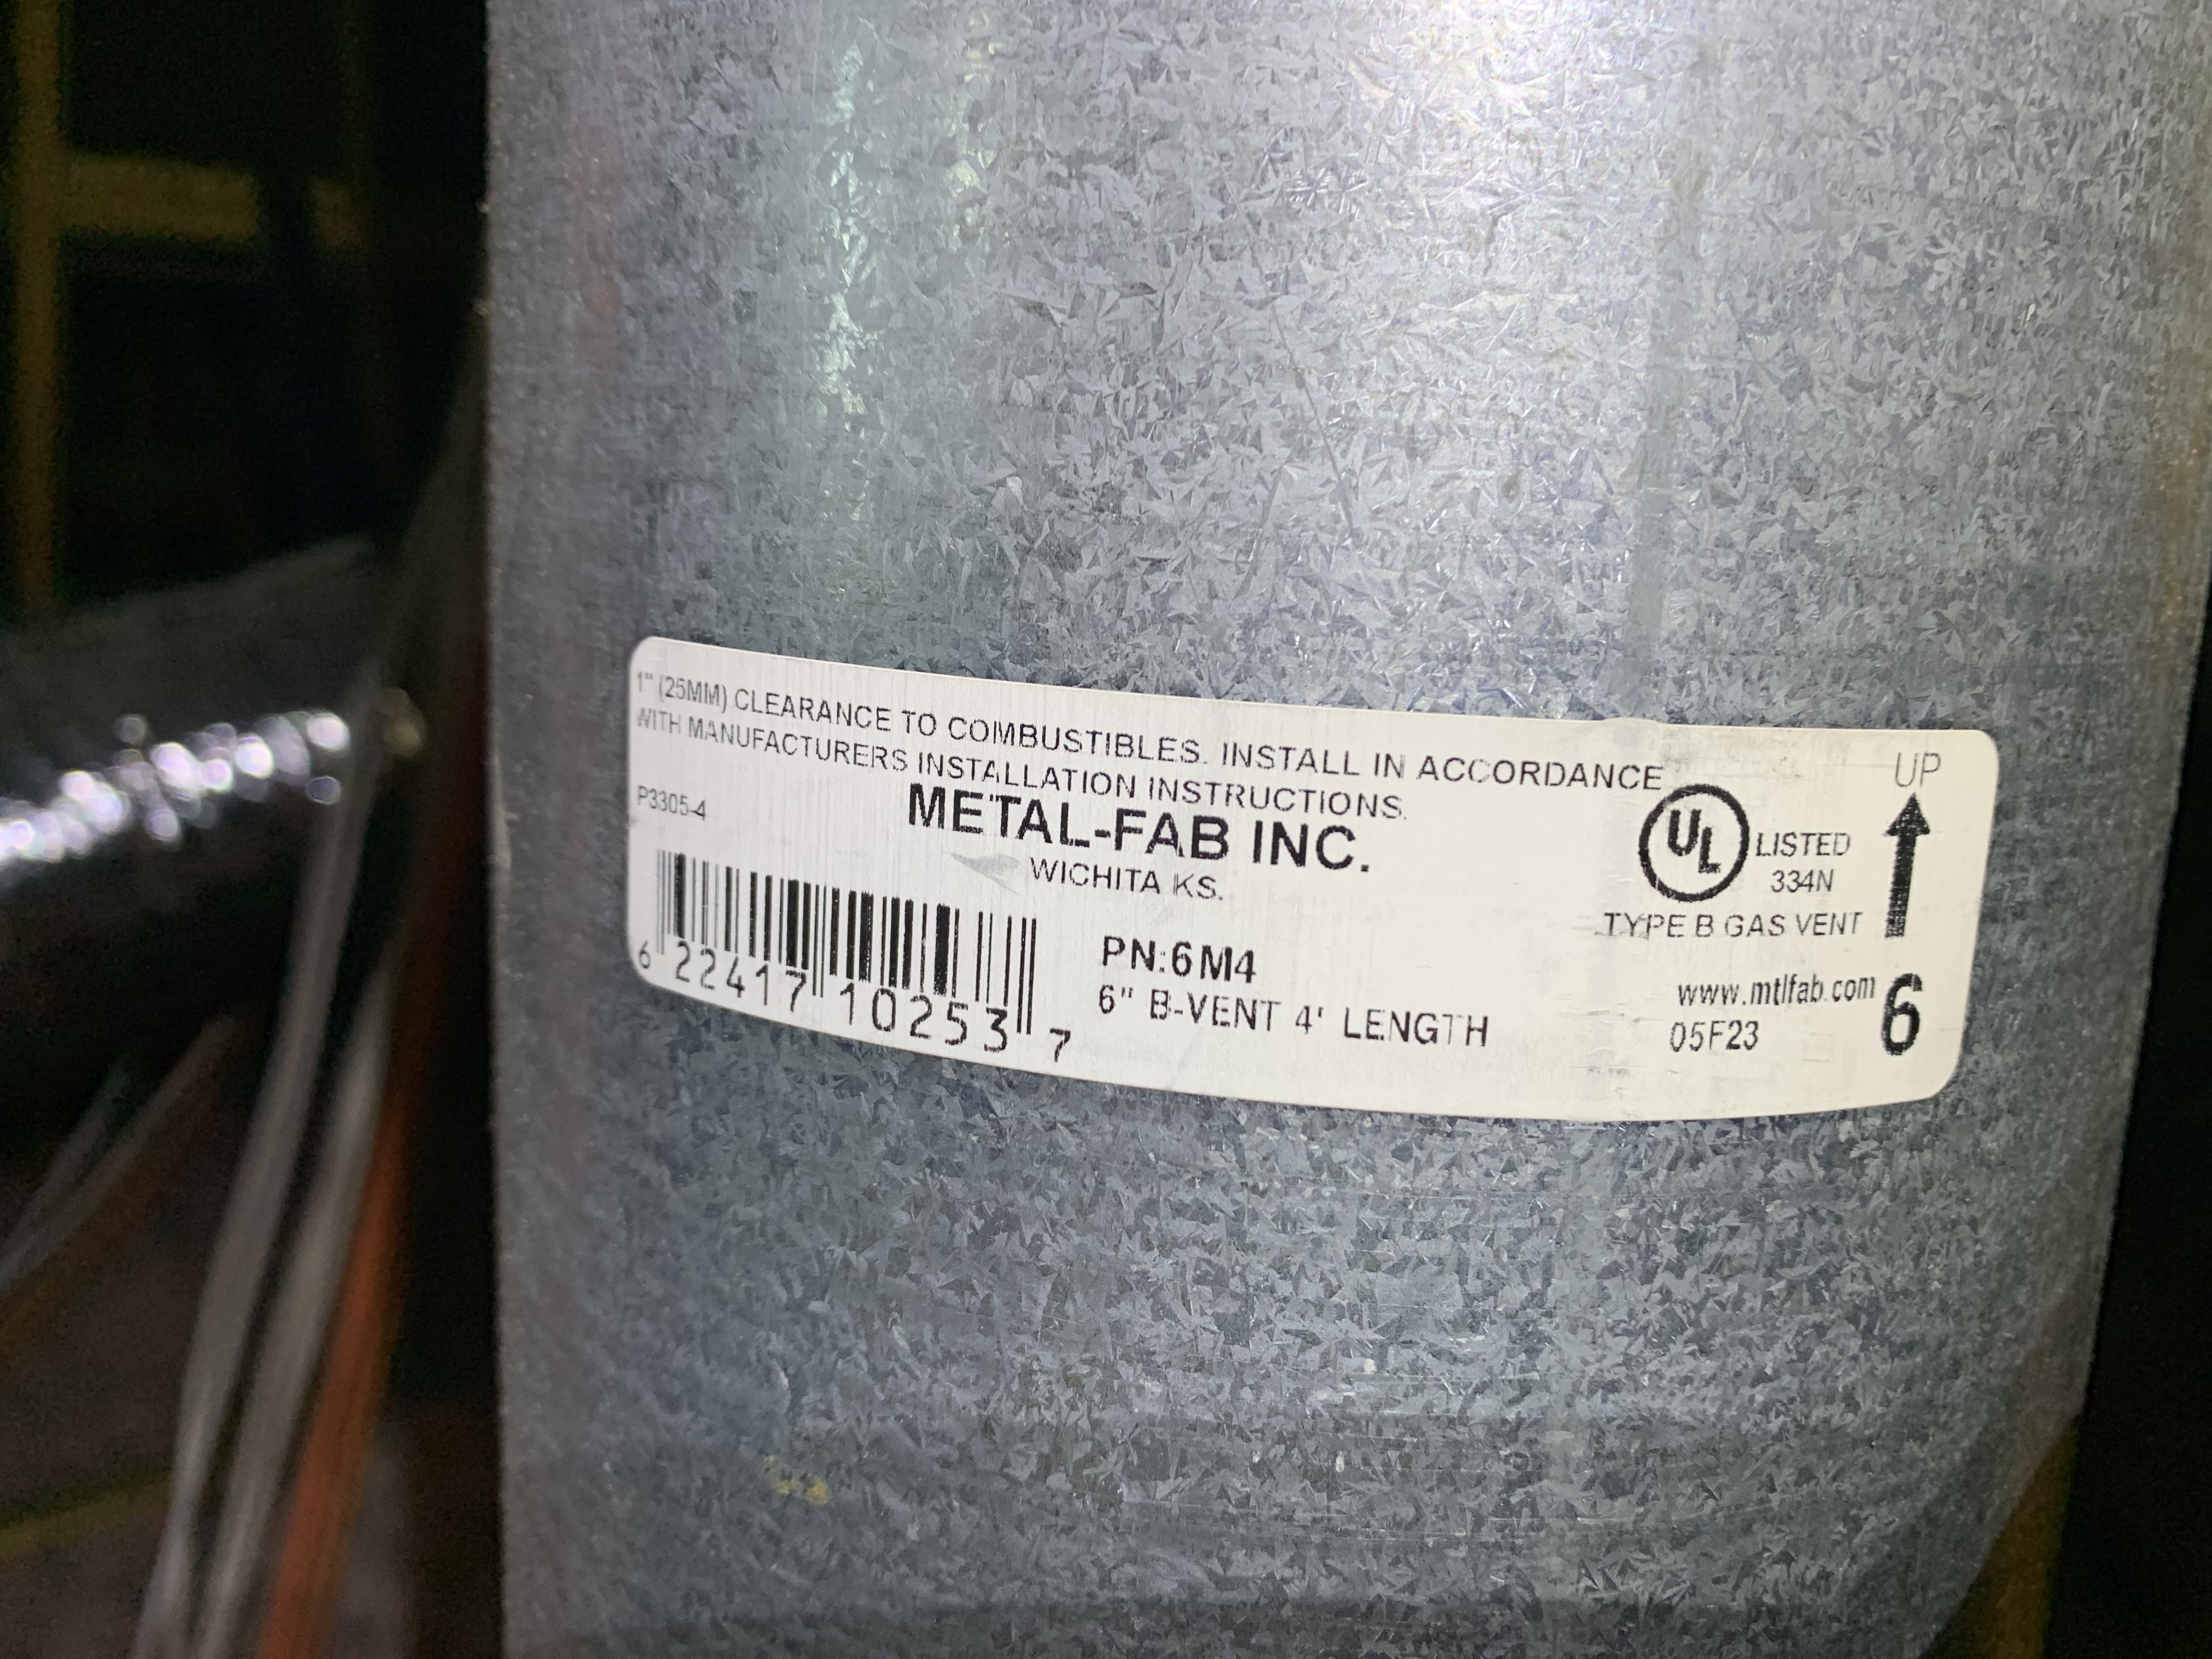 1" (25MM) CLEARANCE TO COMBUSTIBLES. INSTALL IN ACCORDANCE
WITH MANUFACTURERS INSTALLATION INSTRUCTIONS.
P3305-4
METAL-FAB INC.
WICHITA KS.
6 22417 10253 7
PN:6M4
6" B-VENT 4' LENGTH
UL LISTED
334N
TYPE B GAS VENT
www.mtlfab.com
05F23
UP
6